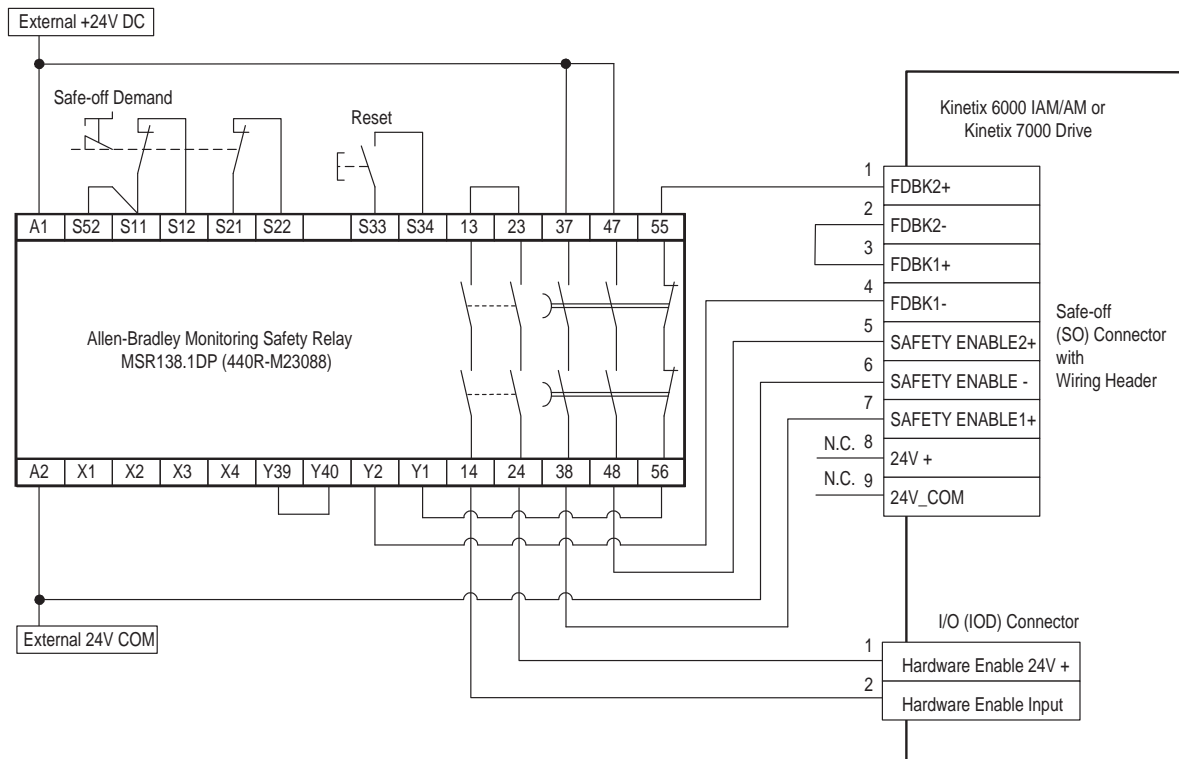 External +24V DC
Safe-off Demand
Reset
A1 S52 S11 S12 S21 S22 S33 S34 13 23 37 47 55
Allen-Bradley Monitoring Safety Relay
MSR138.1DP (440R-M23088)
A2 X1 X2 X3 X4 Y39 Y40 Y2 Y1 14 24 38 48 56
External 24V COM
Kinetix 6000 IAM/AM or
Kinetix 7000 Drive
1 FDBK2+
2 FDBK2-
3 FDBK1+
4 FDBK1-
5 SAFETY ENABLE2+
6 SAFETY ENABLE -
7 SAFETY ENABLE1+
N.C. 8 24V +
N.C. 9 24V_COM
Safe-off
(SO) Connector
with
Wiring Header
I/O (IOD) Connector
1 Hardware Enable 24V +
2 Hardware Enable Input